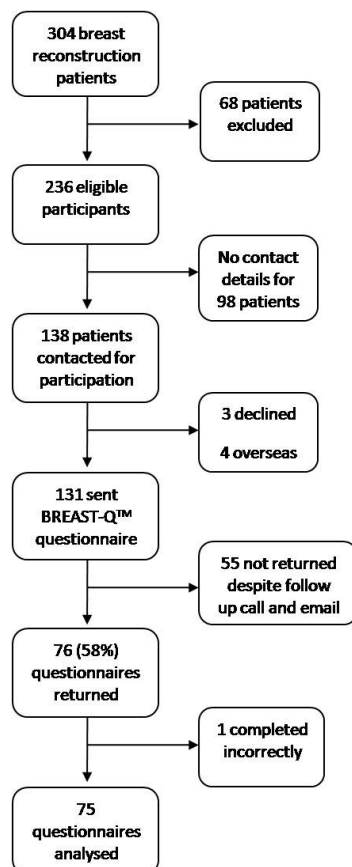 304 breast
reconstruction
patients
68 patients
excluded
236 eligible
participants
No contact
details for
98 patients
138 patients
contacted for
participation
3 declined
4 overseas
131 sent
BREAST-Q™
questionnaire
55 not returned
despite follow
up call and email
76 (58%)
questionnaires
returned
1 completed
incorrectly
75
questionnaires
analysed